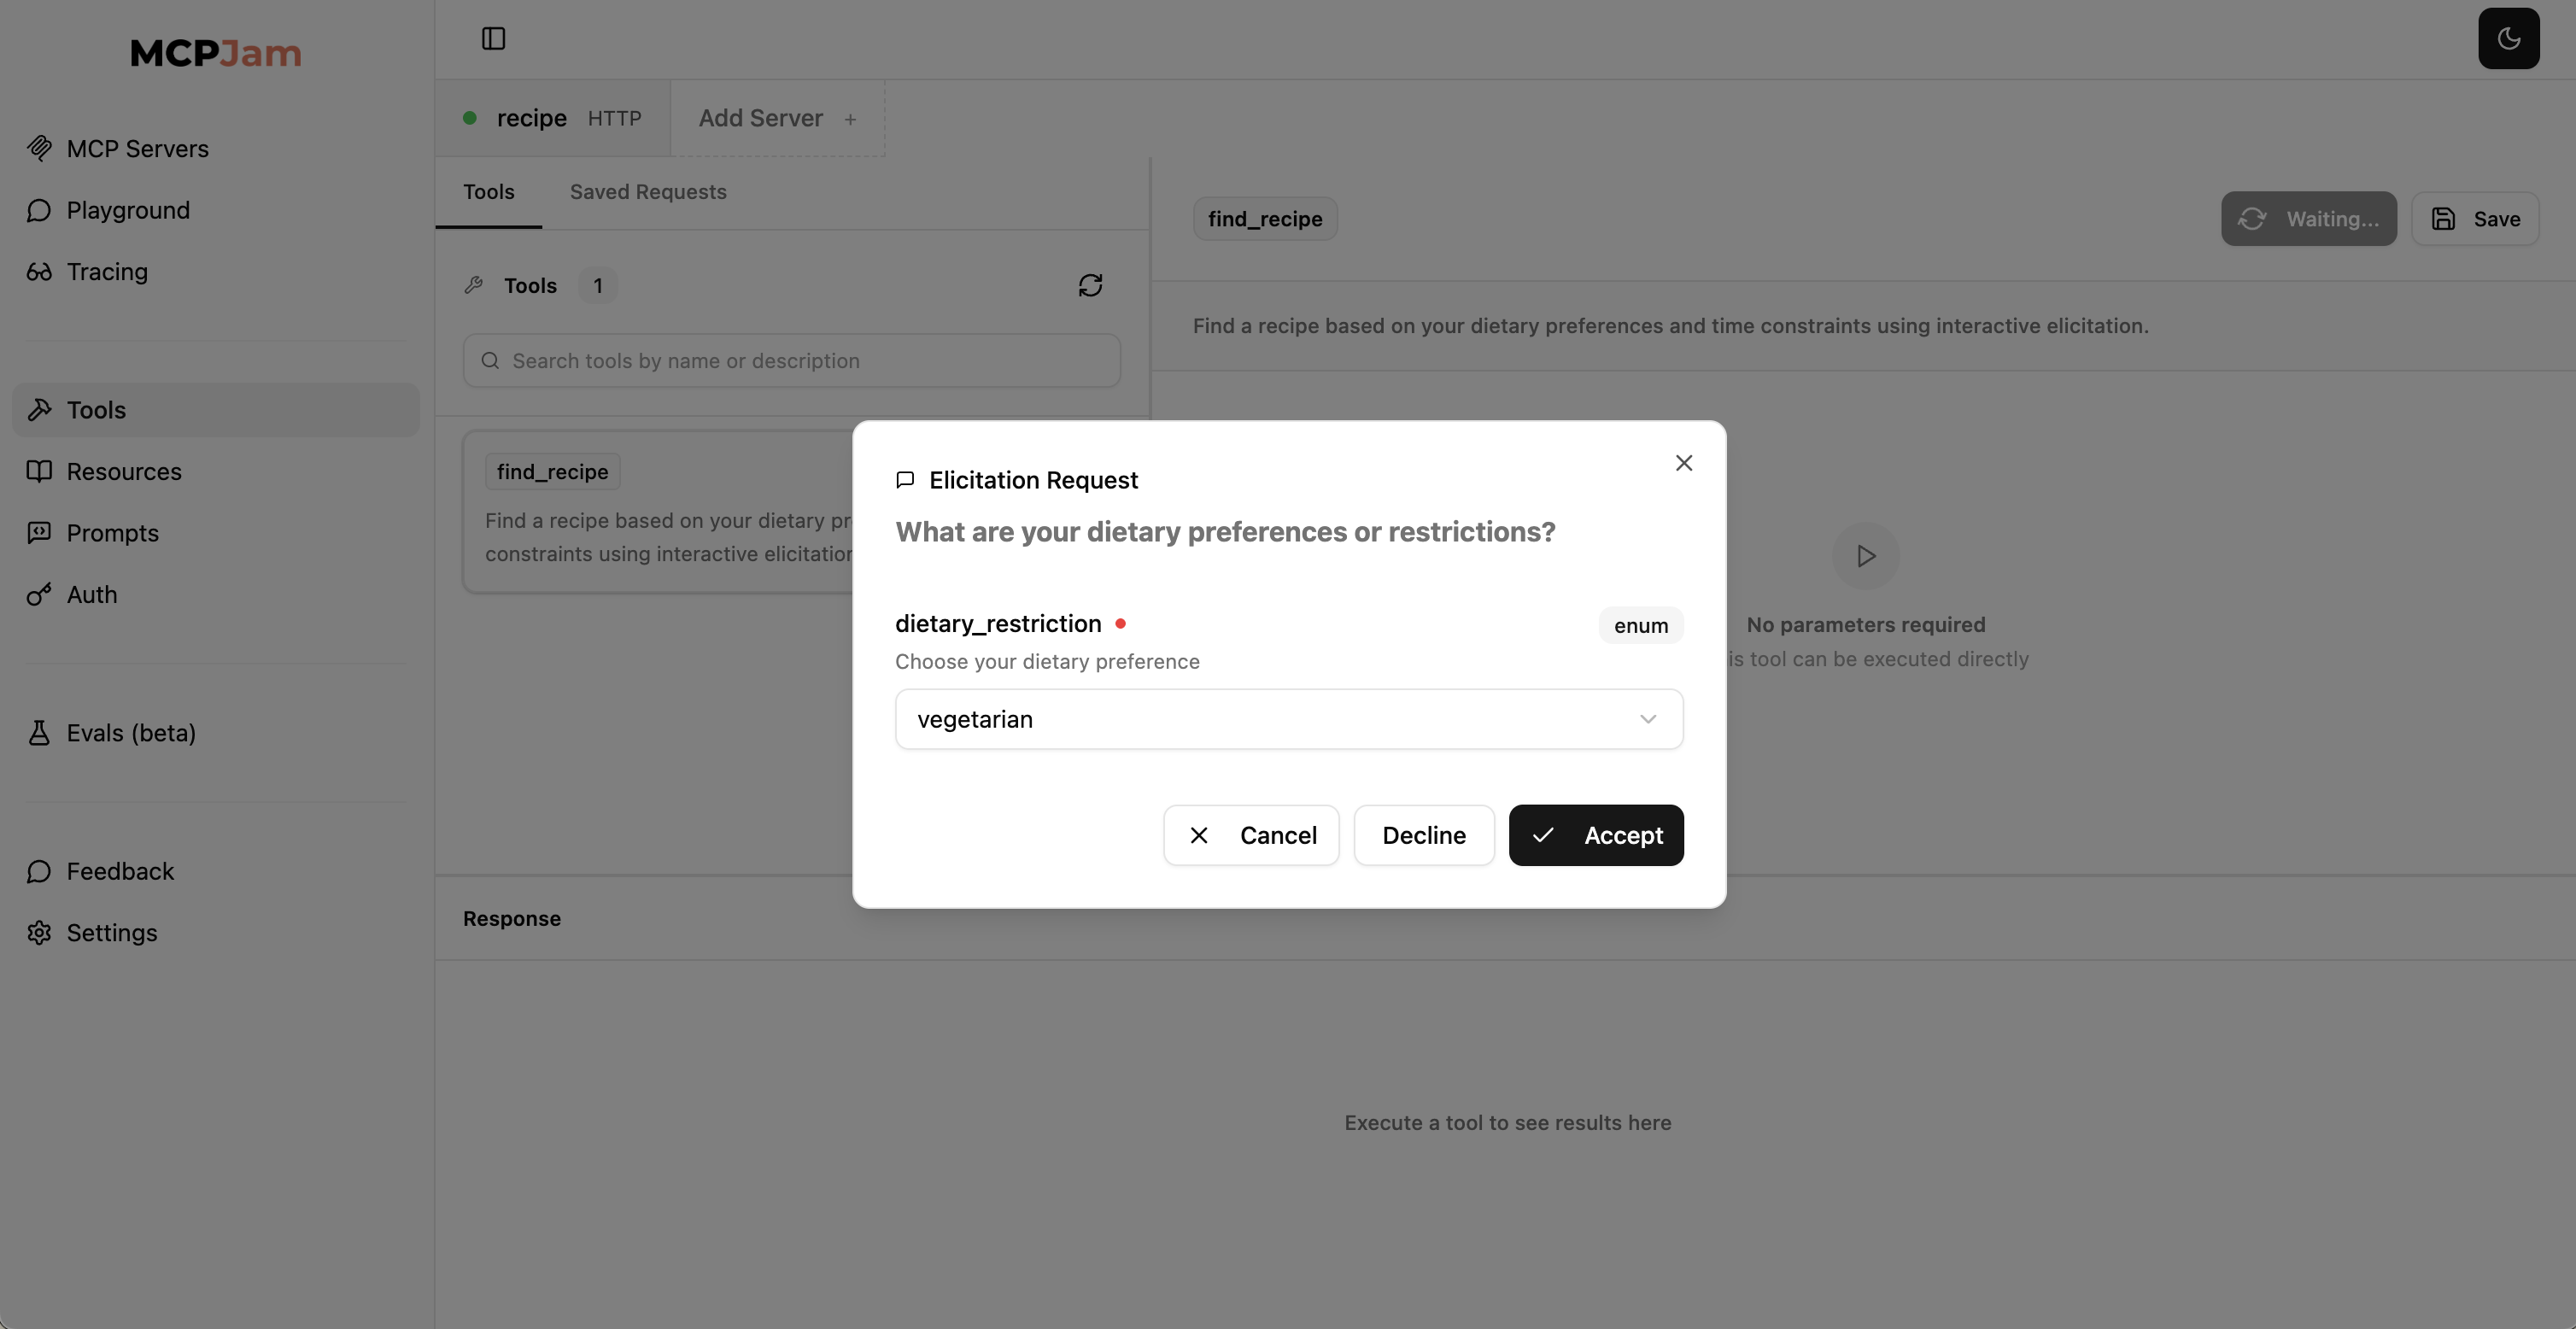 MCPJam
MCP Servers
Playground
Tracing
Tools
Resources
Prompts
Auth
Evals (beta)
Feedback
Settings
recipe HTTP
Add Server +
Tools
Saved Requests
Tools 1
Search tools by name or description
find_recipe
Find a recipe based on your dietary pr
constraints using interactive elicitation
find_recipe
Waiting...
Save
Find a recipe based on your dietary preferences and time constraints using interactive elicitation.
No parameters required
is tool can be executed directly
Elicitation Request
What are your dietary preferences or restrictions?
dietary_restriction
enum
Choose your dietary preference
vegetarian
Cancel
Decline
Accept
Response
Execute a tool to see results here